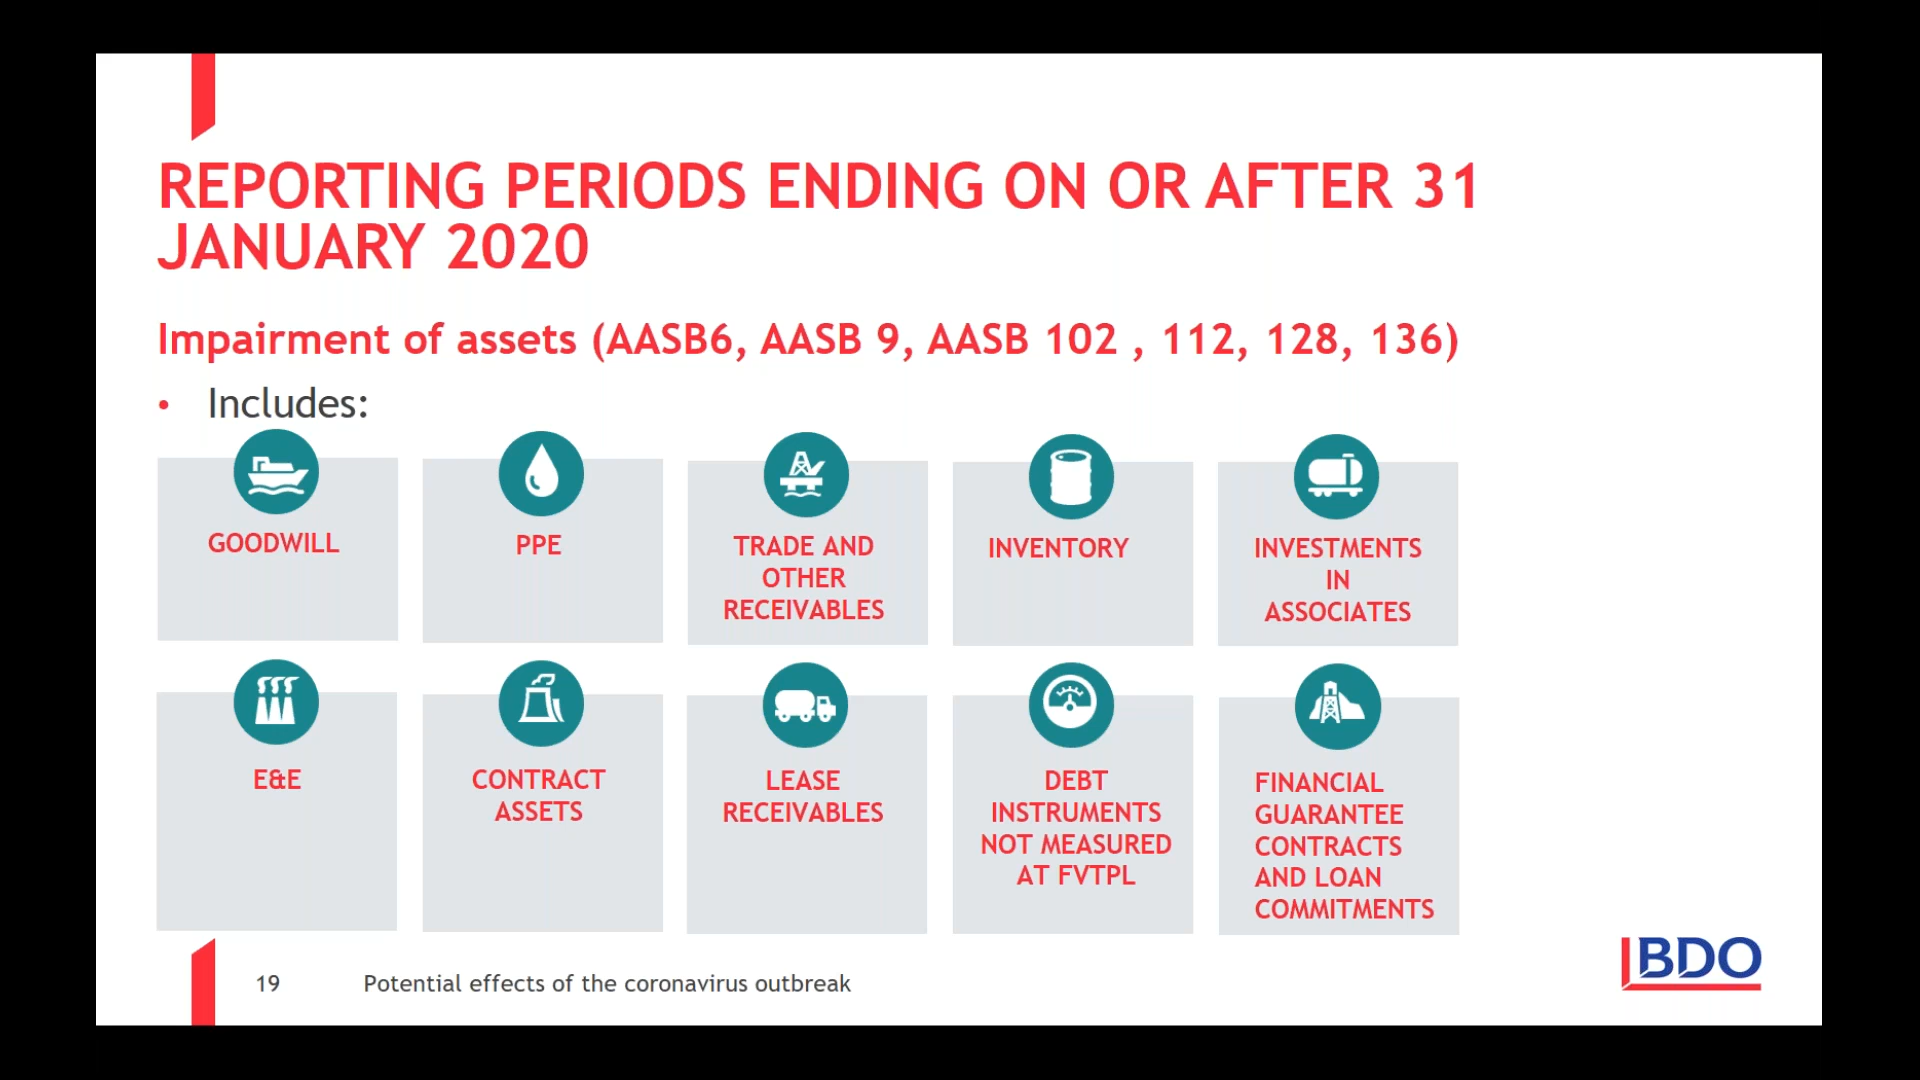 REPORTING PERIODS ENDING ON OR AFTER 31
JANUARY 2020
Impairment of assets (AASB6, AASB 9, AASB 102 , 112, 128, 136)
• Includes:
GOODWILL
PPE
TRADE AND
OTHER
RECEIVABLES
INVENTORY
INVESTMENTS
IN
ASSOCIATES
E&E
CONTRACT
ASSETS
LEASE
RECEIVABLES
DEBT
INSTRUMENTS
NOT MEASURED
AT FVTPL
FINANCIAL
GUARANTEE
CONTRACTS
AND LOAN
COMMITMENTS
19 Potential effects of the coronavirus outbreak
BDO